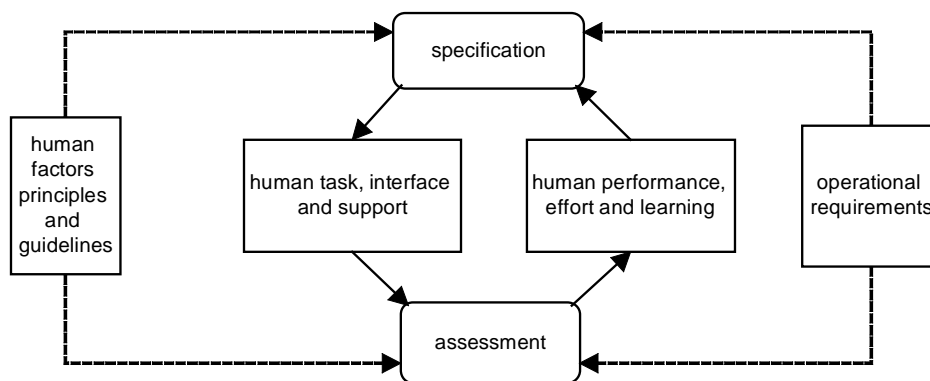 specification
human
factors
principles
and
guidelines
human task, interface
and support
human performance,
effort and learning
operational
requirements
assessment